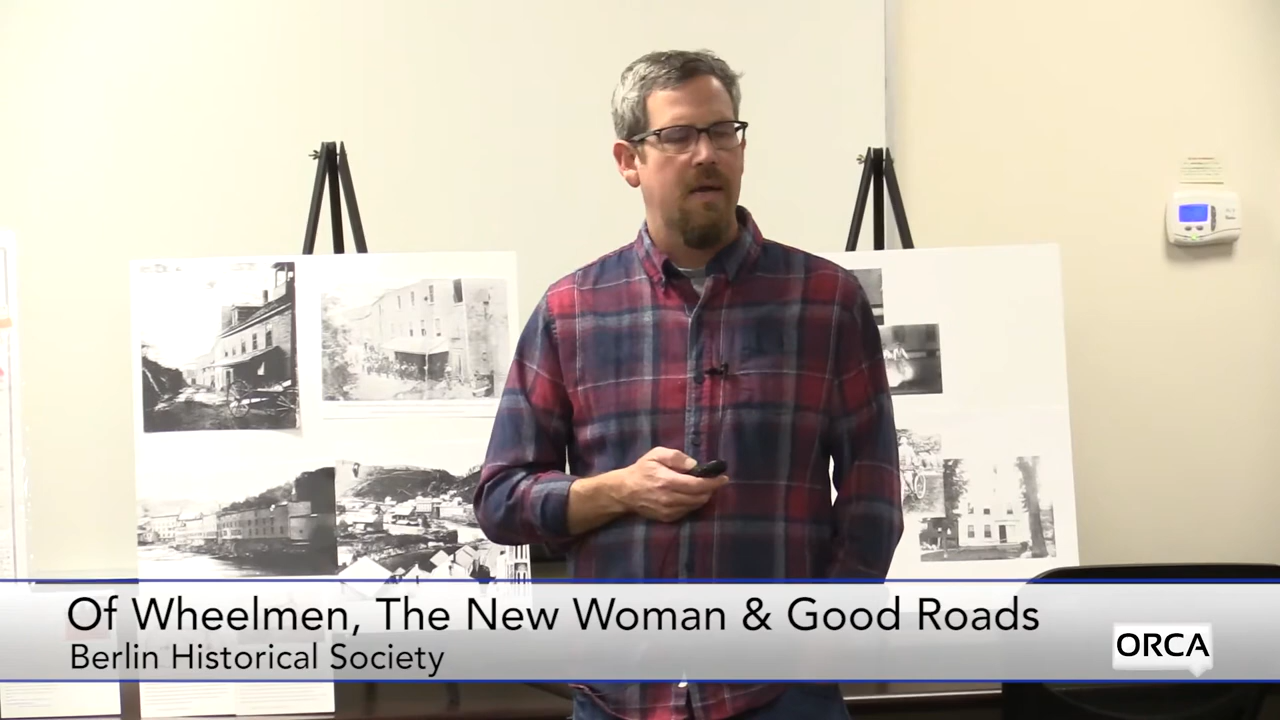 Of Wheelmen, The New Woman & Good Roads
Berlin Historical Society
ORCA